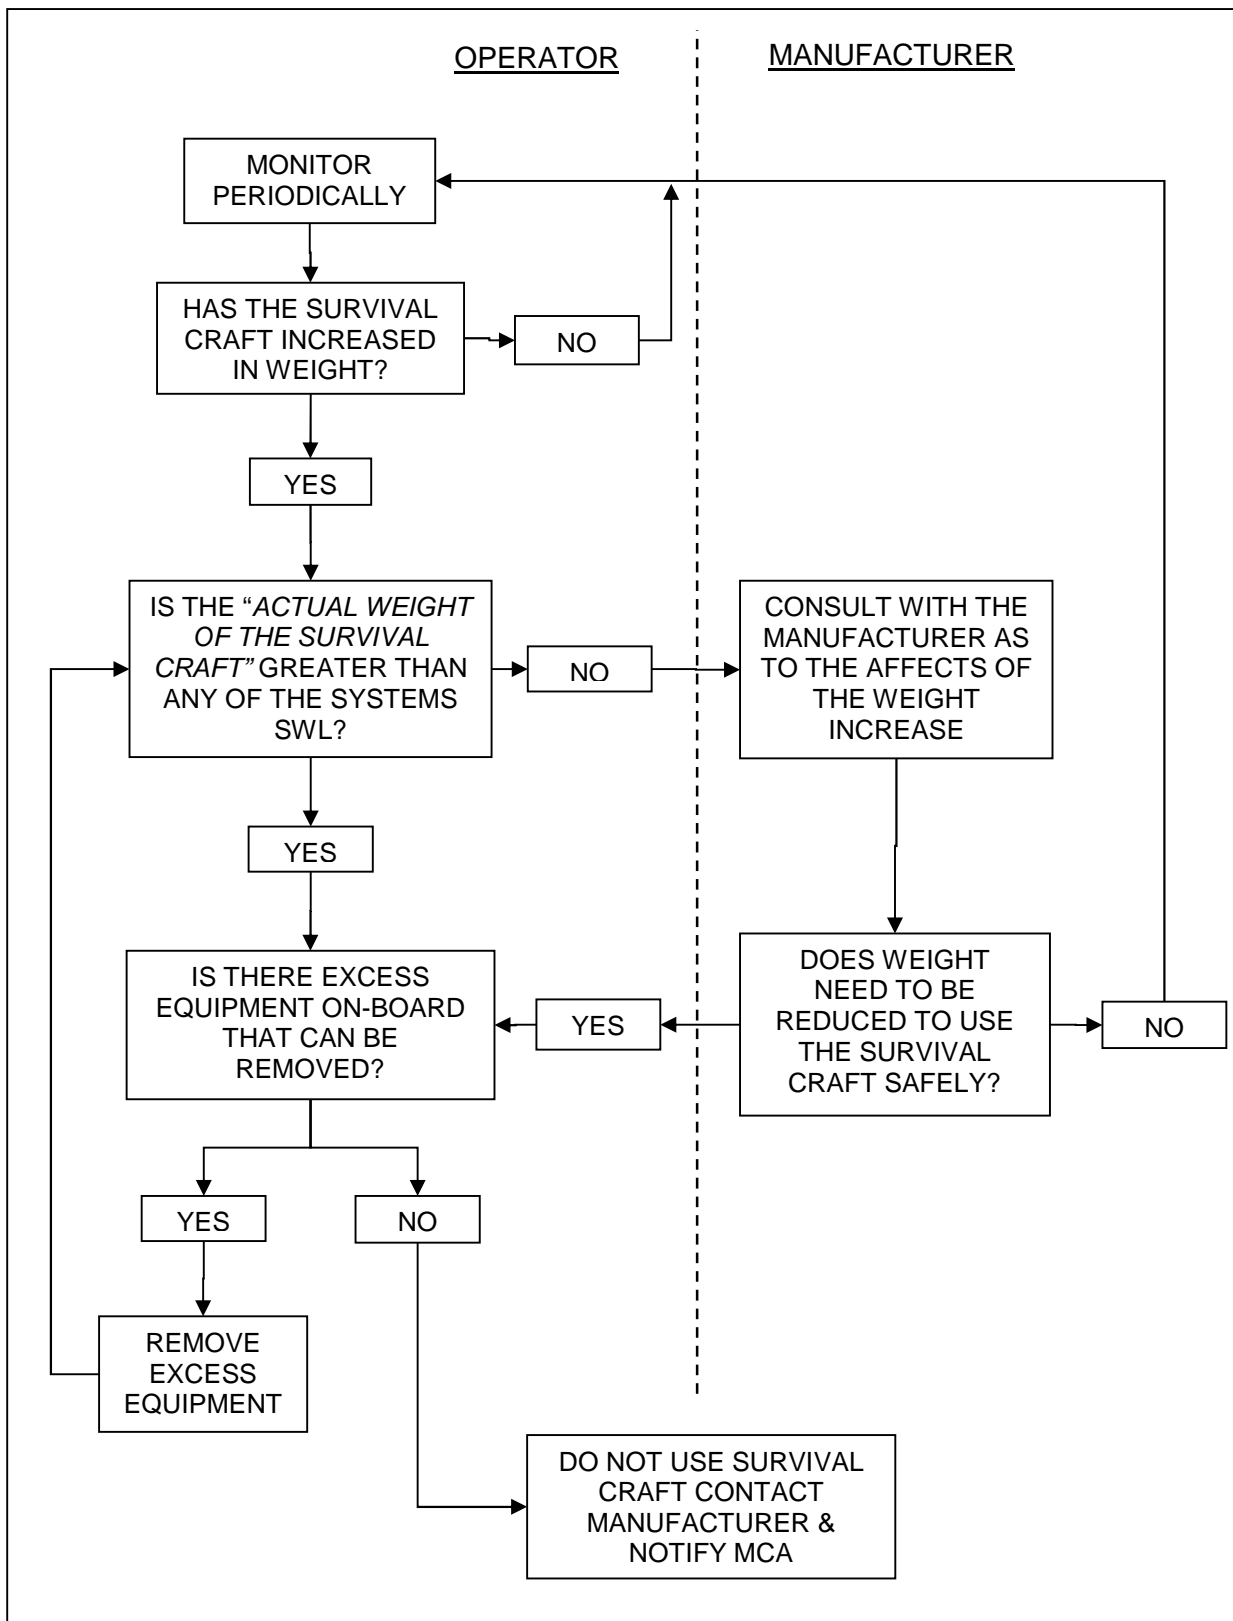 OPERATOR
MANUFACTURER
MONITOR
PERIODICALLY
HAS THE SURVIVAL
CRAFT INCREASED
IN WEIGHT?
NO
YES
IS THE “ACTUAL WEIGHT
OF THE SURVIVAL
CRAFT” GREATER THAN
ANY OF THE SYSTEMS
SWL?
NO
CONSULT WITH THE
MANUFACTURER AS
TO THE AFFECTS OF
THE WEIGHT
INCREASE
YES
IS THERE EXCESS
EQUIPMENT ON-BOARD
THAT CAN BE
REMOVED?
YES
DOES WEIGHT
NEED TO BE
REDUCED TO USE
THE SURVIVAL
CRAFT SAFELY?
NO
YES
NO
REMOVE
EXCESS
EQUIPMENT
DO NOT USE SURVIVAL
CRAFT CONTACT
MANUFACTURER &
NOTIFY MCA